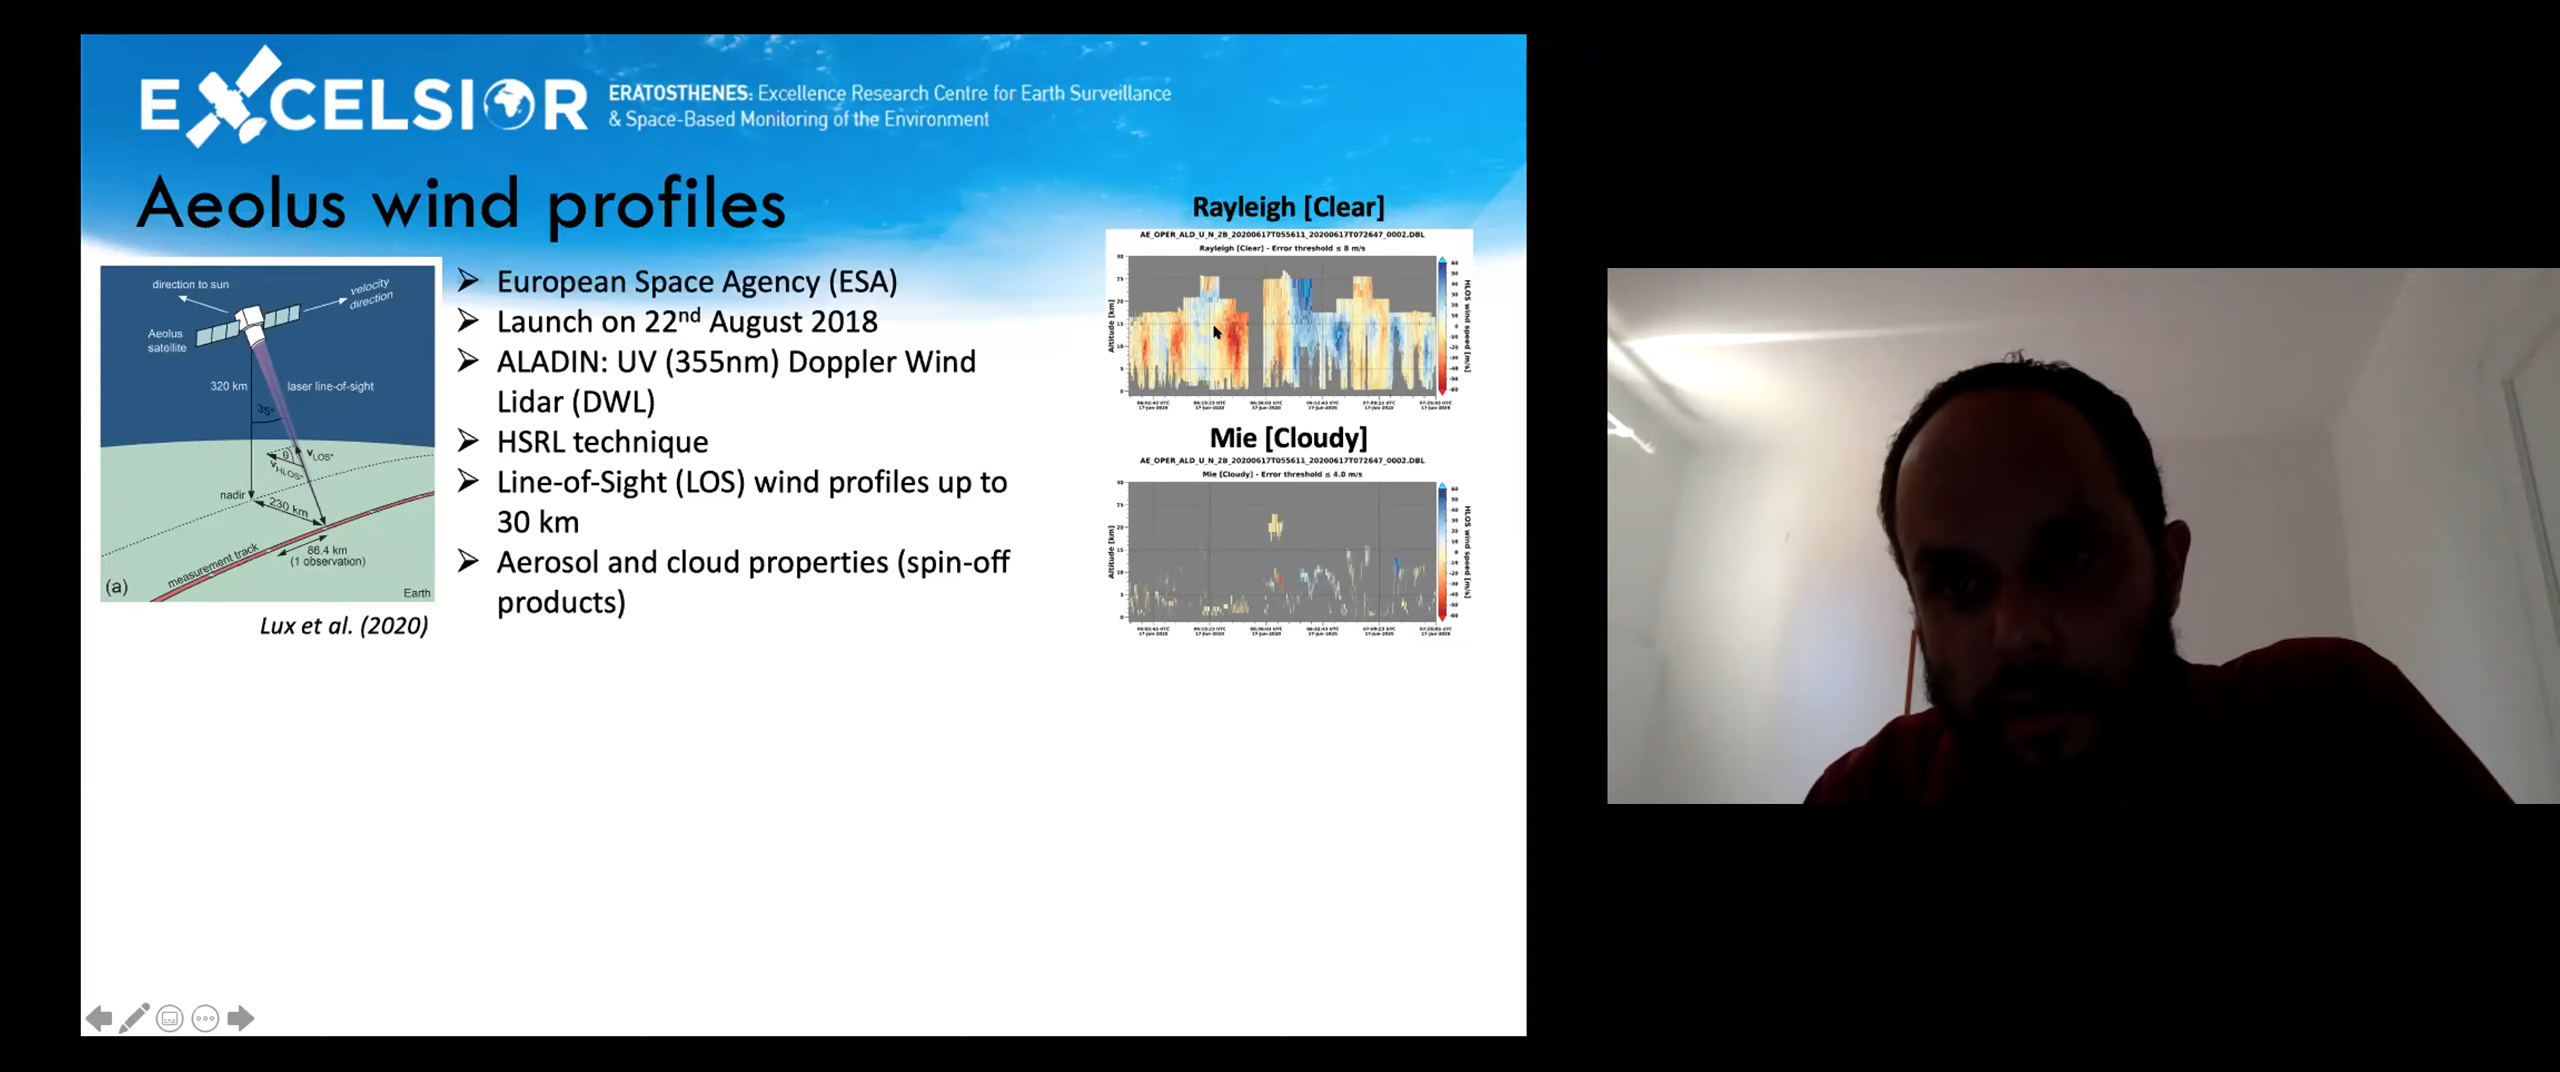 EXCELSIOR
ERATOSTHENES: Excellence Research Centre for Earth Surveillance
& Space-Based Monitoring of the Environment
Aeolus wind profiles
direction to sun
velocity
direction
Aeolus
satellite
320 km
laser line-of-sight
35°
θ
VLOS*
VHLOS*
nadir
230 km
measurement track
86.4 km
(1 observation)
(a)
Earth
Lux et al. (2020)
➢ European Space Agency (ESA)
➢ Launch on 22nd August 2018
➢ ALADIN: UV (355nm) Doppler Wind
Lidar (DWL)
➢ HSRL technique
➢ Line-of-Sight (LOS) wind profiles up to
30 km
➢ Aerosol and cloud properties (spin-off
products)
Rayleigh [Clear]
AE_OPER_ALD_U_N_2B_20200617T055611_20200617T072647_0002.DBL
Rayleigh [Clear] - Error threshold ≤ 8 m/s
Altitude [km]
HLOS wind speed [m/s]
Mie [Cloudy]
AE_OPER_ALD_U_N_2B_20200617T055611_20200617T072647_0002.DBL
Mie [Cloudy] - Error threshold ≤ 4.0 m/s
Altitude [km]
HLOS wind speed [m/s]